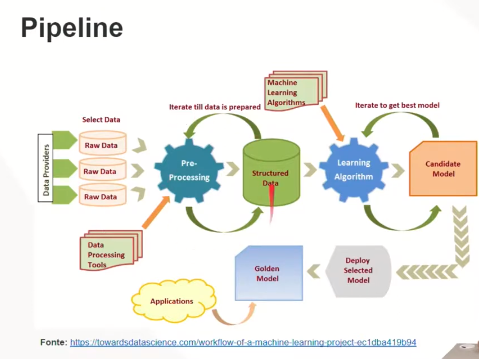 Pipeline
Machine
Learning
Algorithms
Iterate till data is prepared
Iterate to get best model
Select Data
Data Providers
Raw Data
Raw Data
Raw Data
Pre-
Processing
Structured
Data
Learning
Algorithm
Candidate
Model
Data
Processing
Tools
Golden
Model
Deploy
Selected
Model
Applications
Fonte: https://towardsdatascience.com/workflow-of-a-machine-learning-project-ec1dba419b94